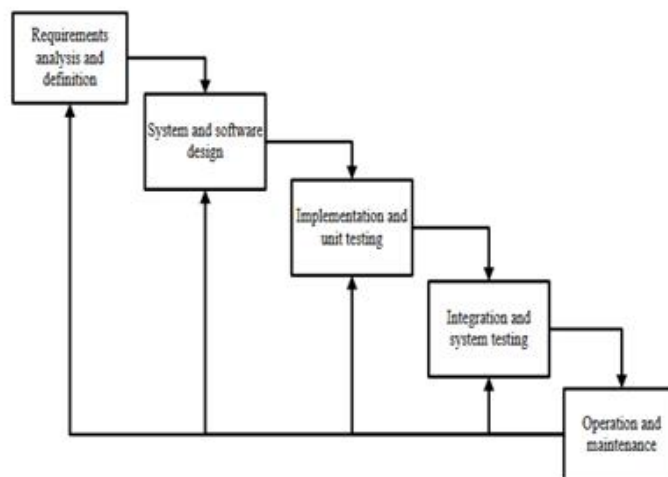 Requirements
analysis and
definition
System and software
design
Implementation and
unit testing
Integration and
system testing
Operation and
maintenance